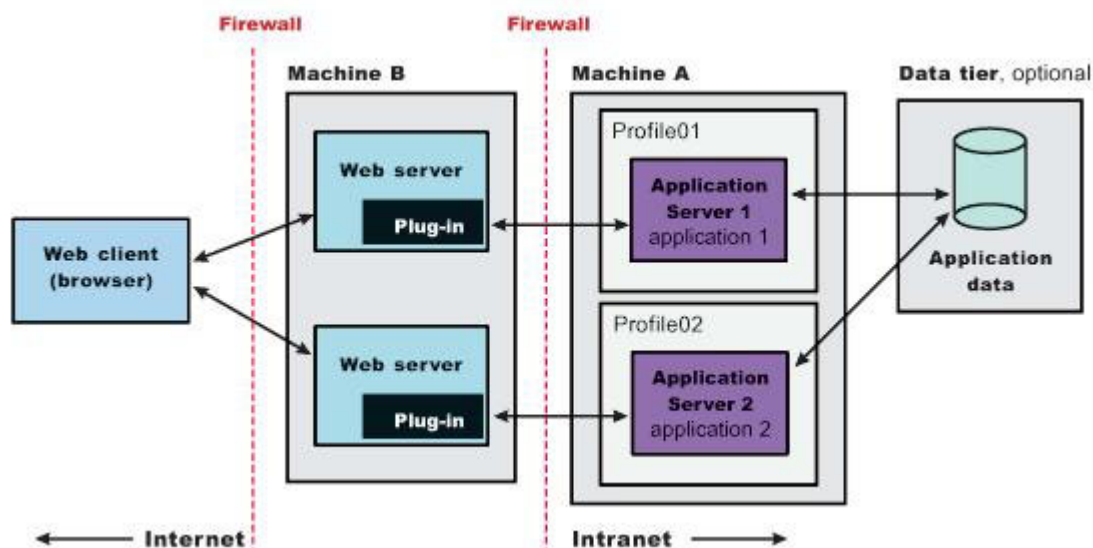 Firewall
Firewall
Machine B
Machine A
Data tier, optional
Web client
(browser)
Web server
Plug-in
Web server
Plug-in
Profile01
Application
Server 1
application 1
Profile02
Application
Server 2
application 2
Application
data
Internet
Intranet